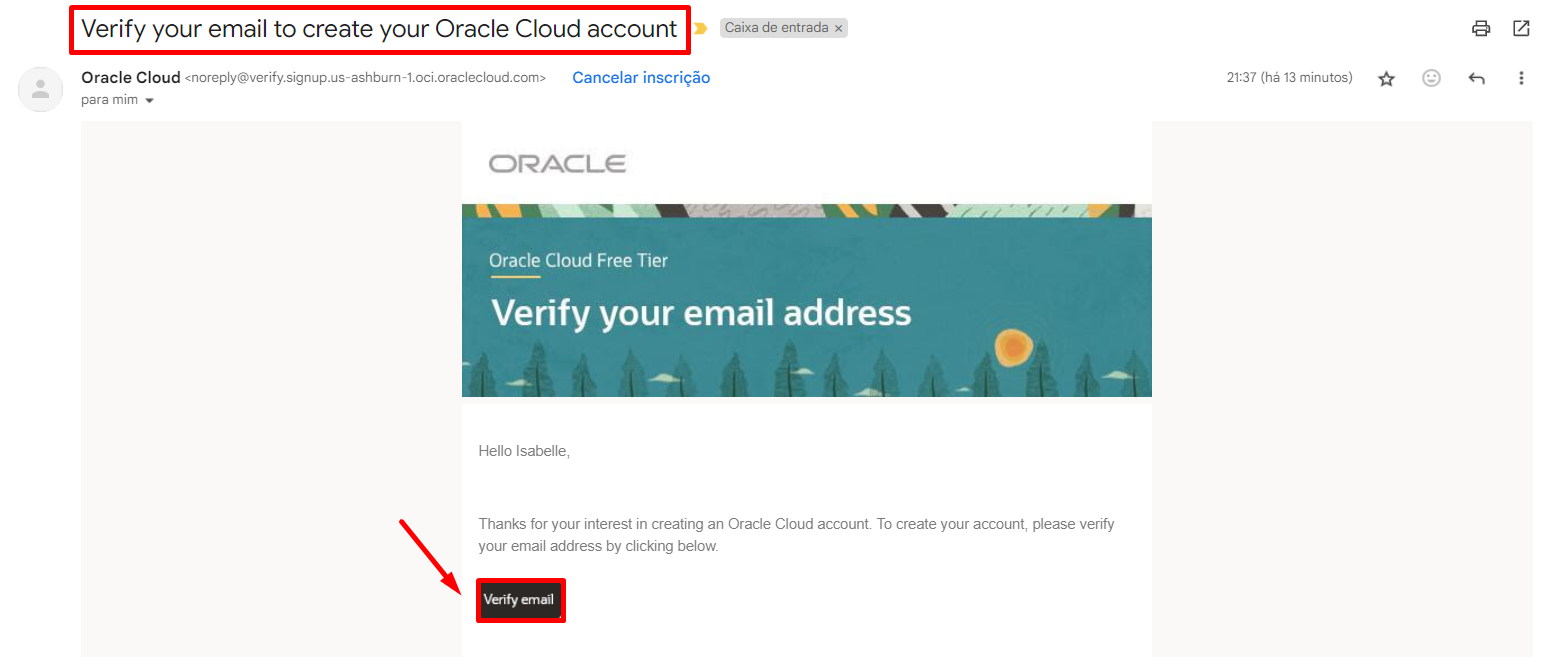 Verify your email to create your Oracle Cloud account
Caixa de entrada ×
Oracle Cloud <noreply@verify.signup.us-ashburn-1.oci.oraclecloud.com> Cancelar inscrição
21:37 (há 13 minutos)
para mim
ORACLE
Oracle Cloud Free Tier
Verify your email address
Hello Isabelle,
Thanks for your interest in creating an Oracle Cloud account. To create your account, please verify
your email address by clicking below.
Verify email